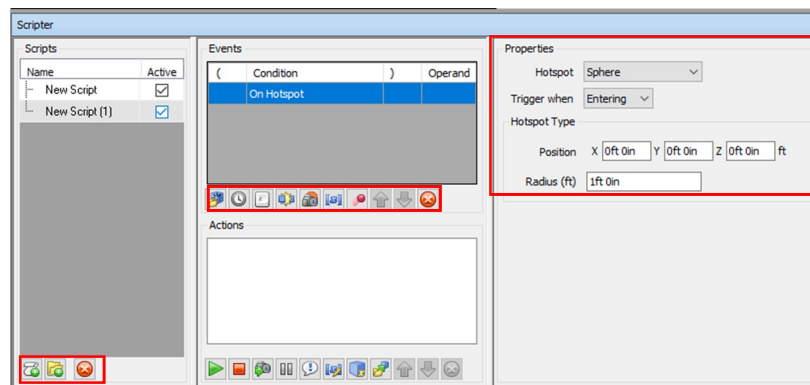 Scripter
Scripts
Name Active
New Script
New Script (1)
Events
( Condition ) Operand
On Hotspot
Actions
Properties
Hotspot Sphere
Trigger when Entering
Hotspot Type
Position X 0ft 0in Y 0ft 0in Z 0ft 0in ft
Radius (ft) 1ft 0in